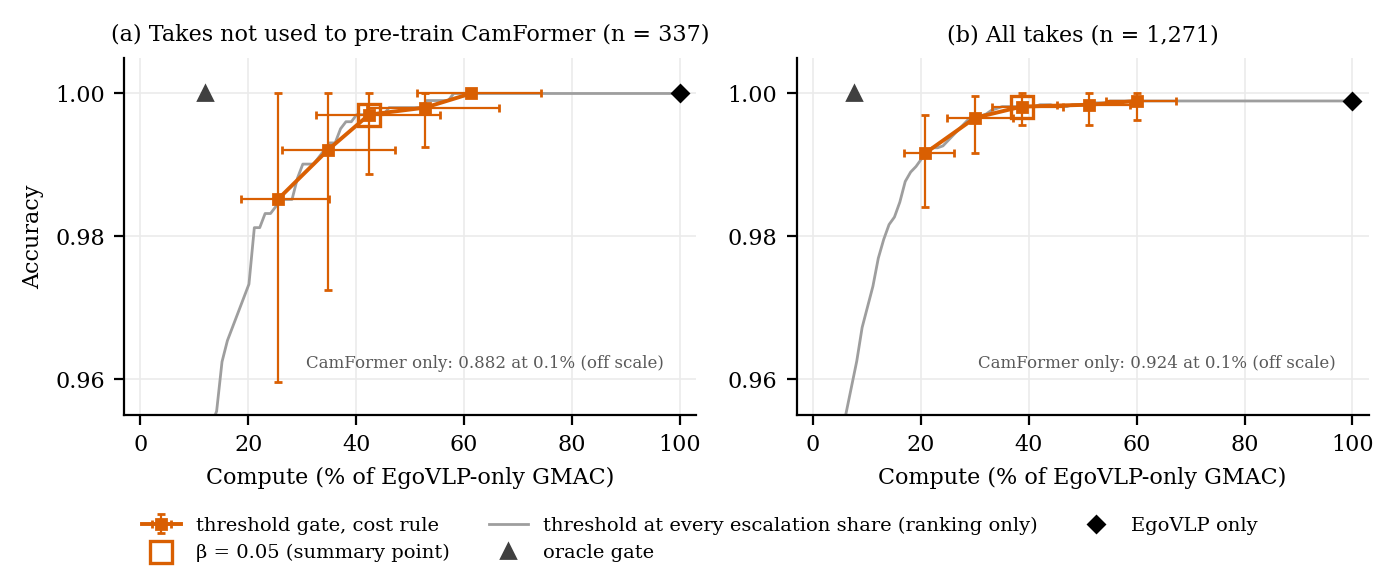 (a) Takes not used to pre-train CamFormer (n = 337)
(b) All takes (n = 1,271)
Accuracy
1.00
0.98
0.96
1.00
0.98
0.96
CamFormer only: 0.882 at 0.1% (off scale)
CamFormer only: 0.924 at 0.1% (off scale)
0 20 40 60 80 100
0 20 40 60 80 100
Compute (% of EgoVLP-only GMAC)
Compute (% of EgoVLP-only GMAC)
threshold gate, cost rule
threshold at every escalation share (ranking only)
EgoVLP only
β = 0.05 (summary point)
oracle gate